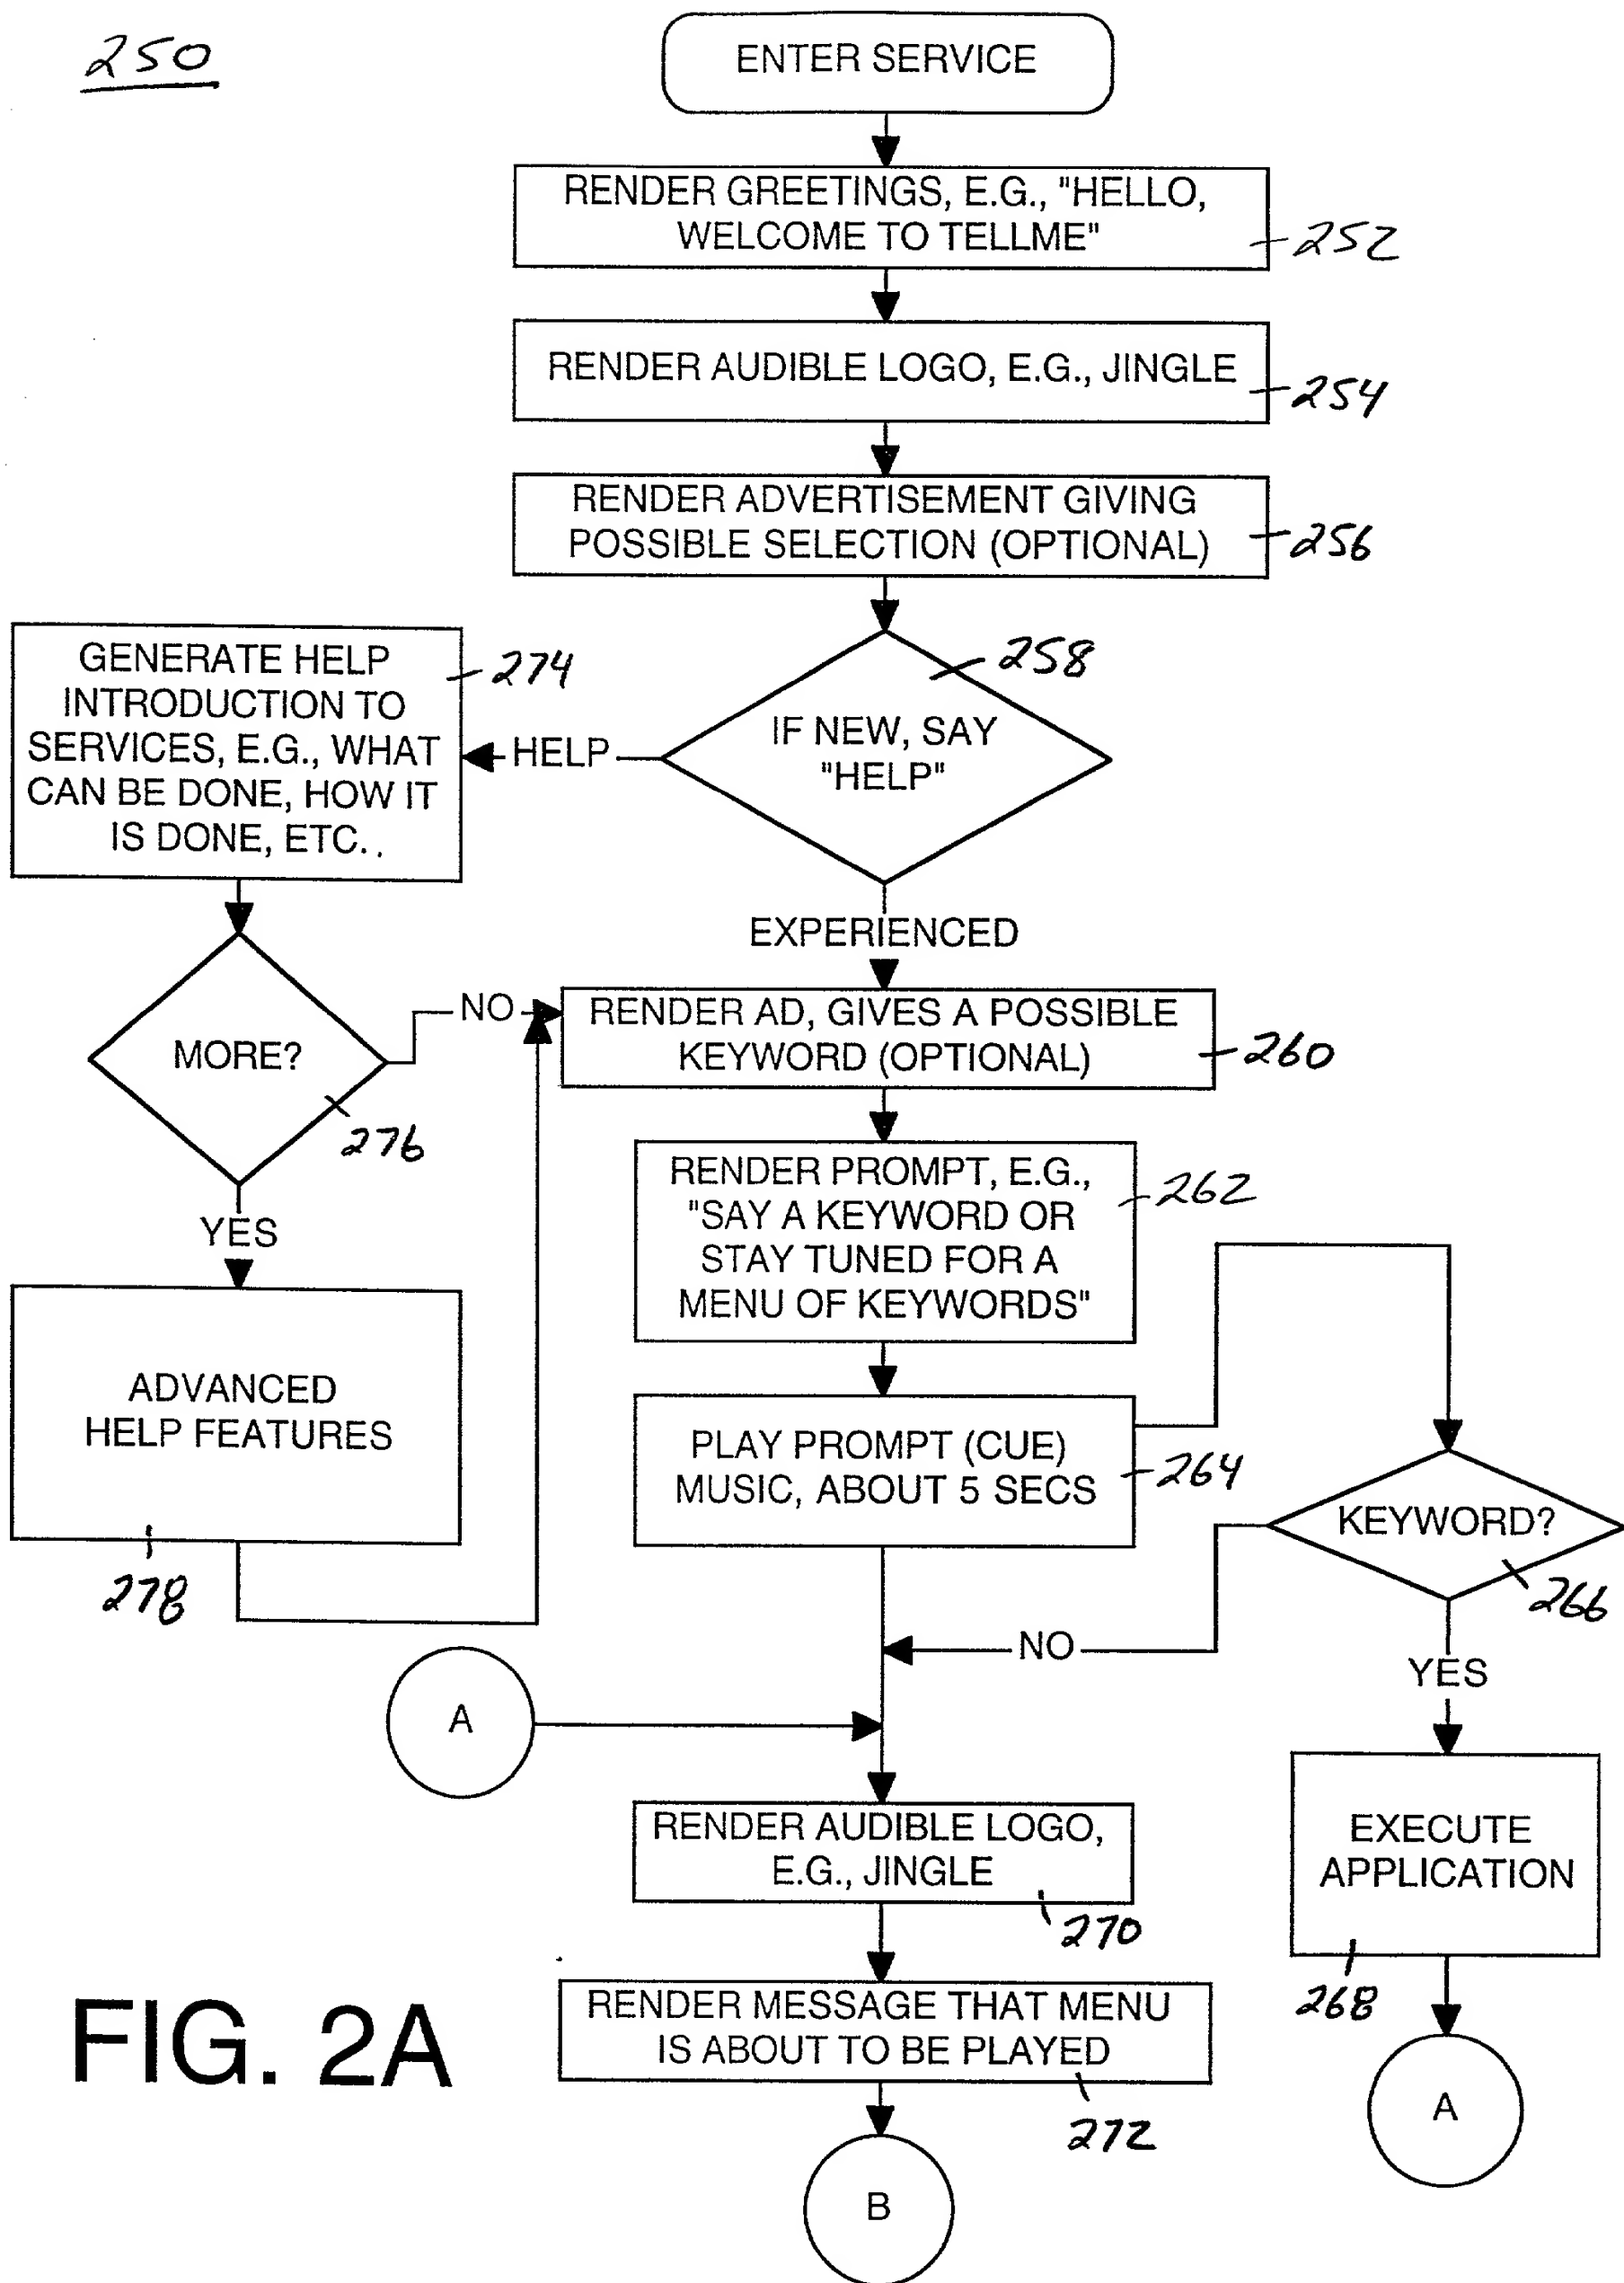 250
ENTER SERVICE
RENDER GREETINGS, E.G., "HELLO,
WELCOME TO TELLME"
252
RENDER AUDIBLE LOGO, E.G., JINGLE
254
RENDER ADVERTISEMENT GIVING
POSSIBLE SELECTION (OPTIONAL)
256
258
IF NEW, SAY
"HELP"
HELP
GENERATE HELP
INTRODUCTION TO
SERVICES, E.G., WHAT
CAN BE DONE, HOW IT
IS DONE, ETC..
274
EXPERIENCED
MORE?
276
NO
YES
ADVANCED
HELP FEATURES
278
RENDER AD, GIVES A POSSIBLE
KEYWORD (OPTIONAL)
260
RENDER PROMPT, E.G.,
"SAY A KEYWORD OR
STAY TUNED FOR A
MENU OF KEYWORDS"
262
PLAY PROMPT (CUE)
MUSIC, ABOUT 5 SECS
264
KEYWORD?
266
NO
YES
A
EXECUTE
APPLICATION
268
A
RENDER AUDIBLE LOGO,
E.G., JINGLE
270
RENDER MESSAGE THAT MENU
IS ABOUT TO BE PLAYED
272
B
FIG. 2A